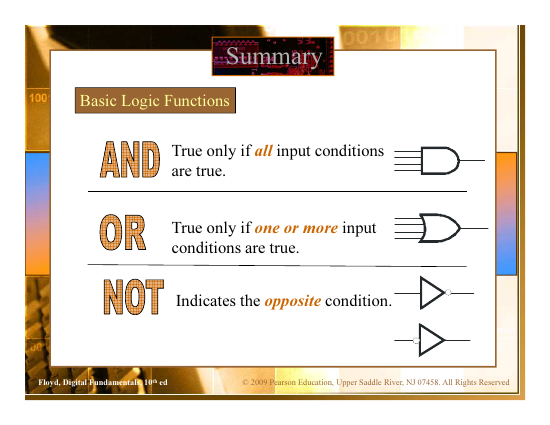 Summary
Basic Logic Functions
AND
True only if all input conditions
are true.
OR
True only if one or more input
conditions are true.
NOT
Indicates the opposite condition.
Floyd, Digital Fundamentals, 10th ed
© 2009 Pearson Education, Upper Saddle River, NJ 07458. All Rights Reserved